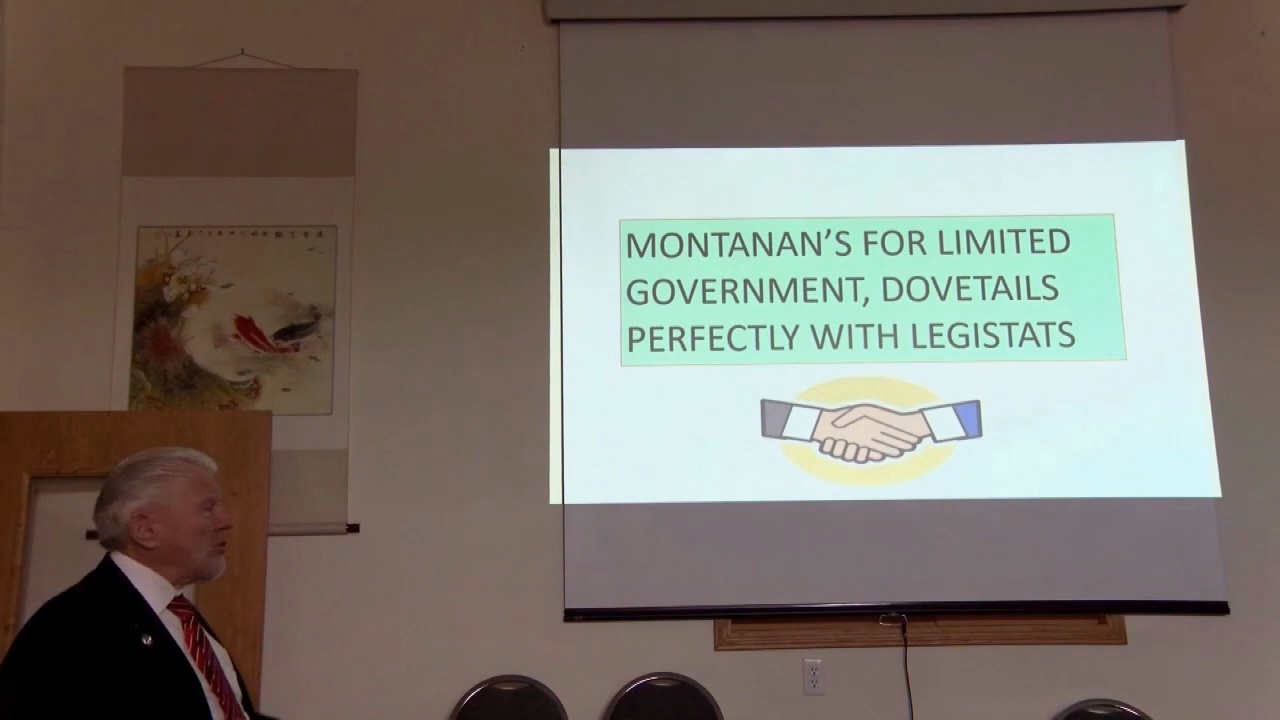 MONTANAN'S FOR LIMITED
GOVERNMENT, DOVETAILS
PERFECTLY WITH LEGISTATS